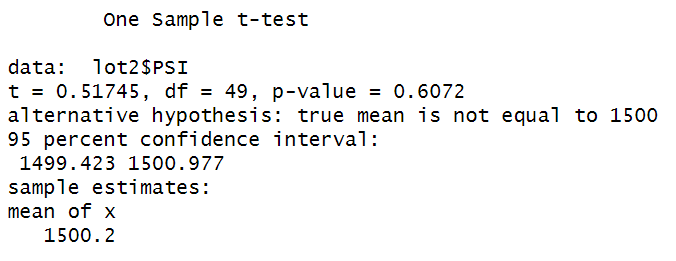 One Sample t-test
data: lot2$PSI
t = 0.51745, df = 49, p-value = 0.6072
alternative hypothesis: true mean is not equal to 1500
95 percent confidence interval:
1499.423 1500.977
sample estimates:
mean of x
1500.2